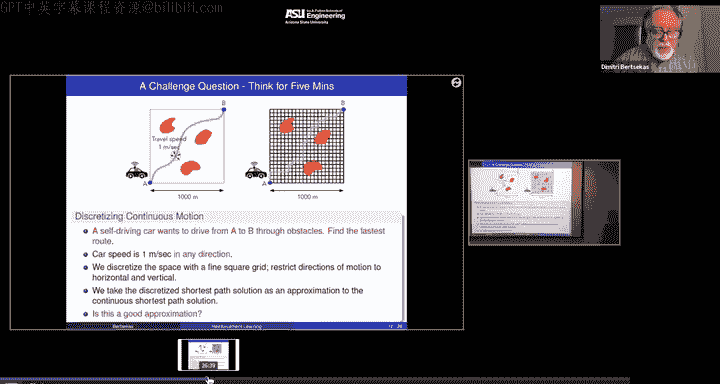 GPT中英字幕课程资源@bilibili.com
ASU
Engineering
Arizona State University
Dimitri Bertsekas
A Challenge Question - Think for Five Mins
B
B
Travel speed
1 m/sec
A
A
1000 m
1000 m
Discretizing Continuous Motion
A self-driving car wants to drive from A to B through obstacles. Find the fastest
route.
Car speed is 1 m/sec in any direction.
We discretize the space with a fine square grid; restrict directions of motion to
horizontal and vertical.
We take the discretized shortest path solution as an approximation to the
continuous shortest path solution.
Is this a good approximation?
Bertsekas
Reinforcement Learning
26:39